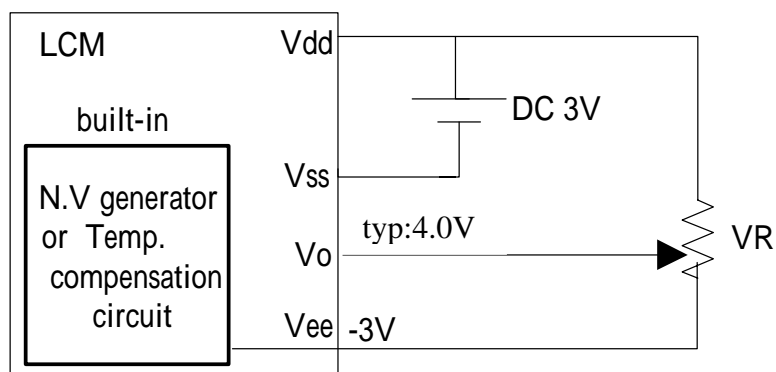 LCM
Vdd
built-in
DC 3V
Vss
N.V generator
or Temp.
compensation
circuit
typ:4.0V
Vo
VR
Vee -3V